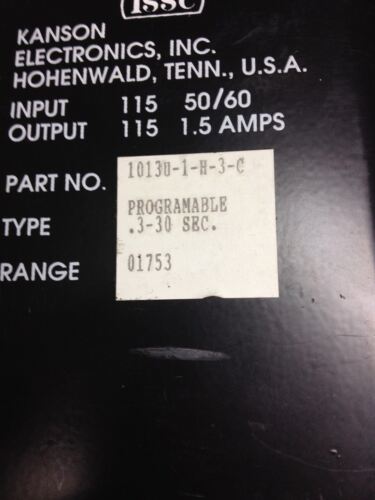 ISSC
KANSON
ELECTRONICS, INC.
HOHENWALD, TENN., U.S.A.
INPUT 115 50/60
OUTPUT 115 1.5 AMPS
PART NO. 1013U-1-H-3-C
TYPE PROGRAMABLE
.3-30 SEC.
RANGE 01753